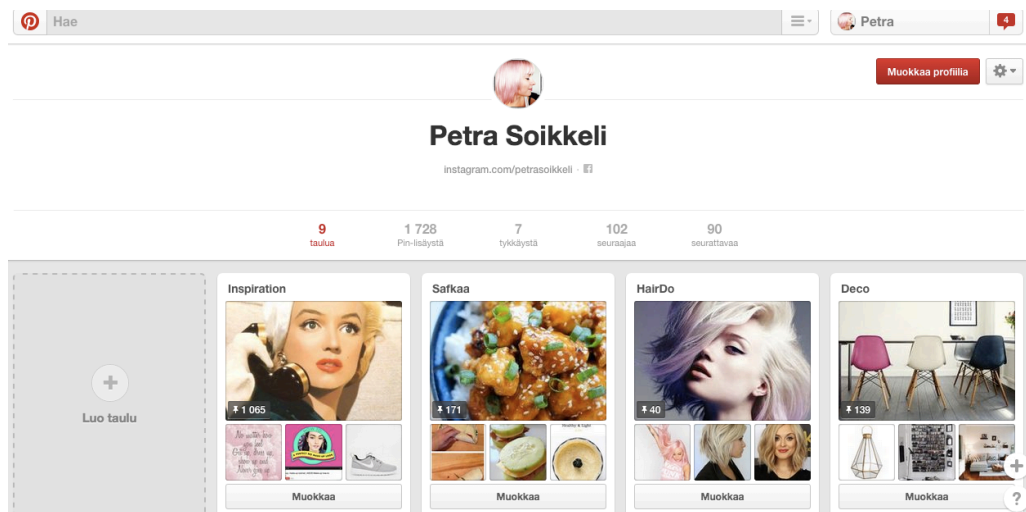 Hae
Petra
4
Muokkaa profiilia
Petra Soikkeli
instagram.com/petrasoikkeli
9
taulua
1 728
Pin-lisäystä
7
tykkäystä
102
seuraajaa
90
seurattavaa
Luo taulu
Inspiration
1 065
Muokkaa
Safkaa
171
Muokkaa
HairDo
40
Muokkaa
Deco
139
Muokkaa
?